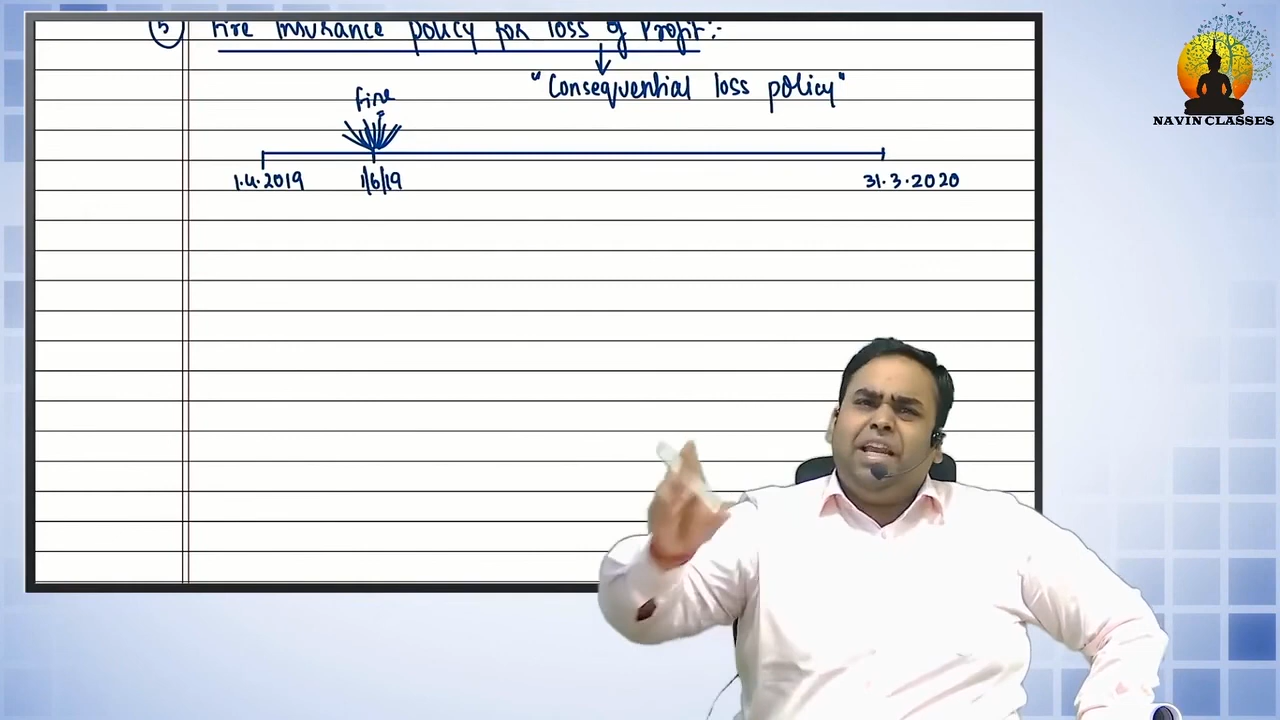 5 Fire Insurance policy for loss of Profit:-
"Consequential loss policy"
Fire
1.4.2019 1/6/19 31.3.2020
NAVIN CLASSES